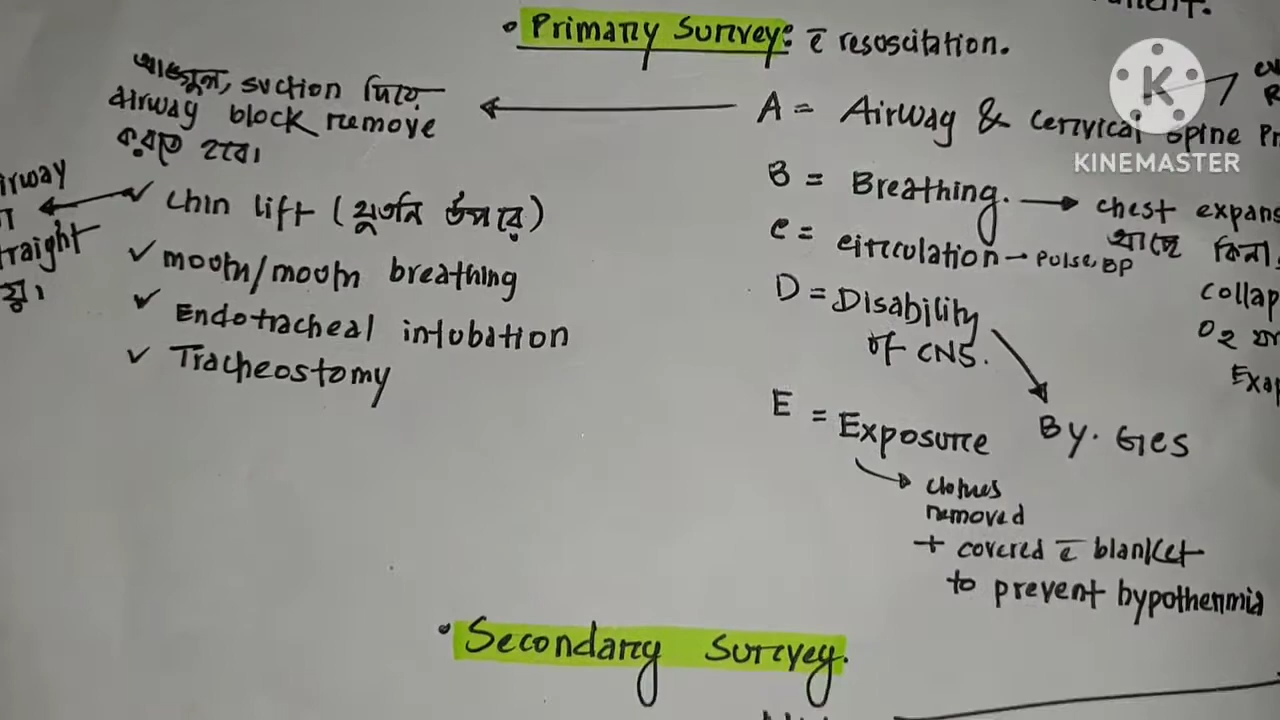 • Primary Survey: c̄ resoscitation.
আঙ্গুল, suction দিয়ে
airway block remove
করতে হবে।
A = Airway & cervical spine
B = Breathing. → chest
আছে কিনা।
C = circulation → Pulse, BP
D = Disability
of CNS.
By. GCS
E = Exposure
clothes
removed
+ covered c̄ blanket
to prevent hypothermia
✓ chin lift (থুতনি উপরে)
✓ mouth/mouth breathing
✓ Endotracheal intubation
✓ Tracheostomy
• Secondary Survey.
K
KINEMASTER